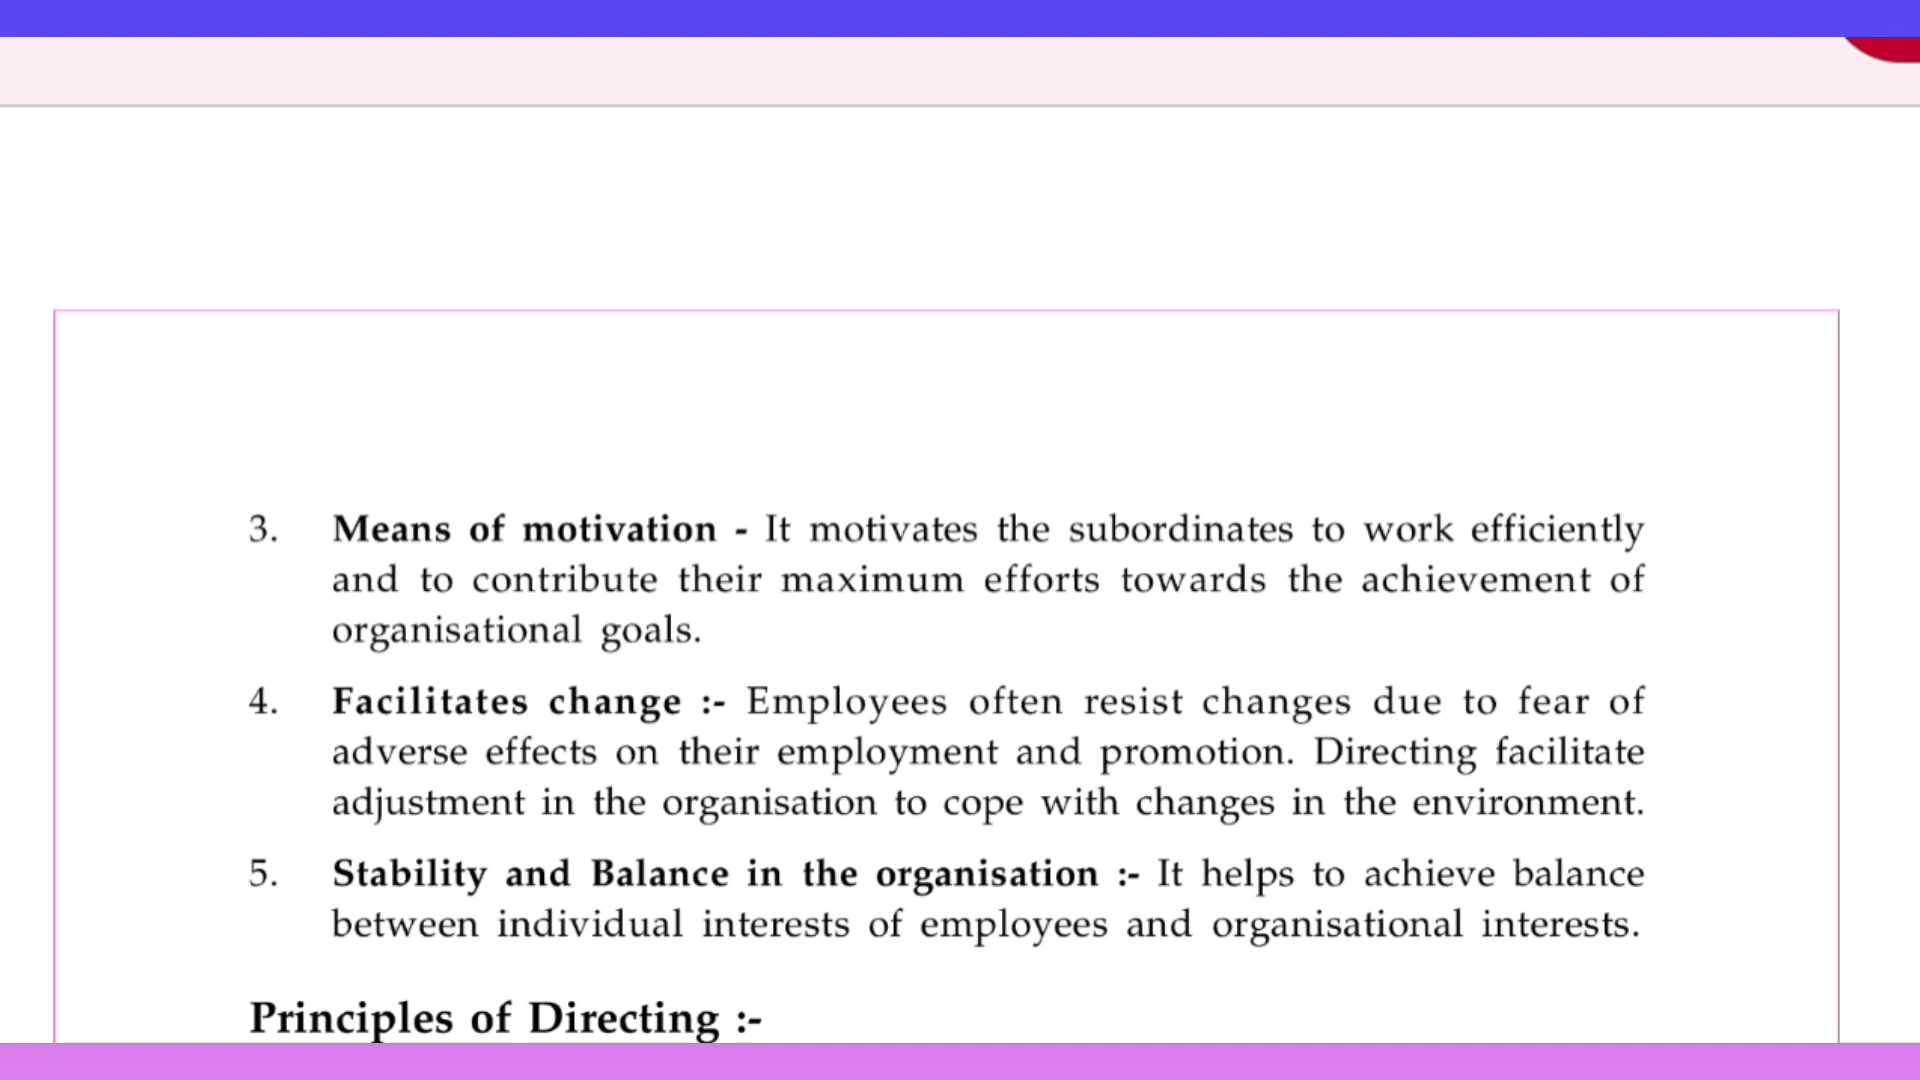 3. Means of motivation - It motivates the subordinates to work efficiently
and to contribute their maximum efforts towards the achievement of
organisational goals.
4. Facilitates change :- Employees often resist changes due to fear of
adverse effects on their employment and promotion. Directing facilitate
adjustment in the organisation to cope with changes in the environment.
5. Stability and Balance in the organisation :- It helps to achieve balance
between individual interests of employees and organisational interests.
Principles of Directing :-